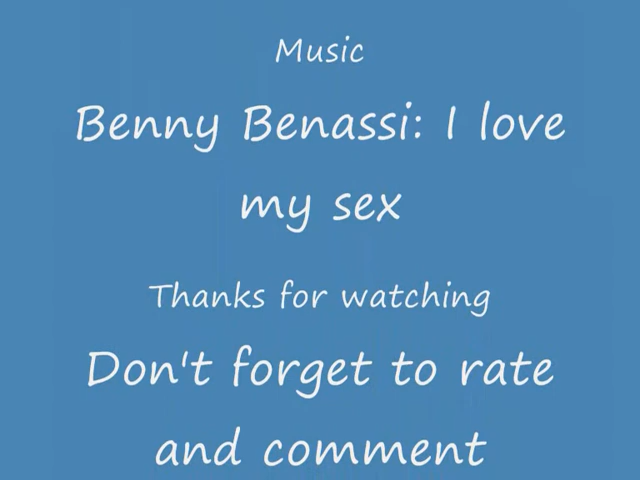 Music
Benny Benassi: I love
my sex
Thanks for watching
Don't forget to rate
and comment